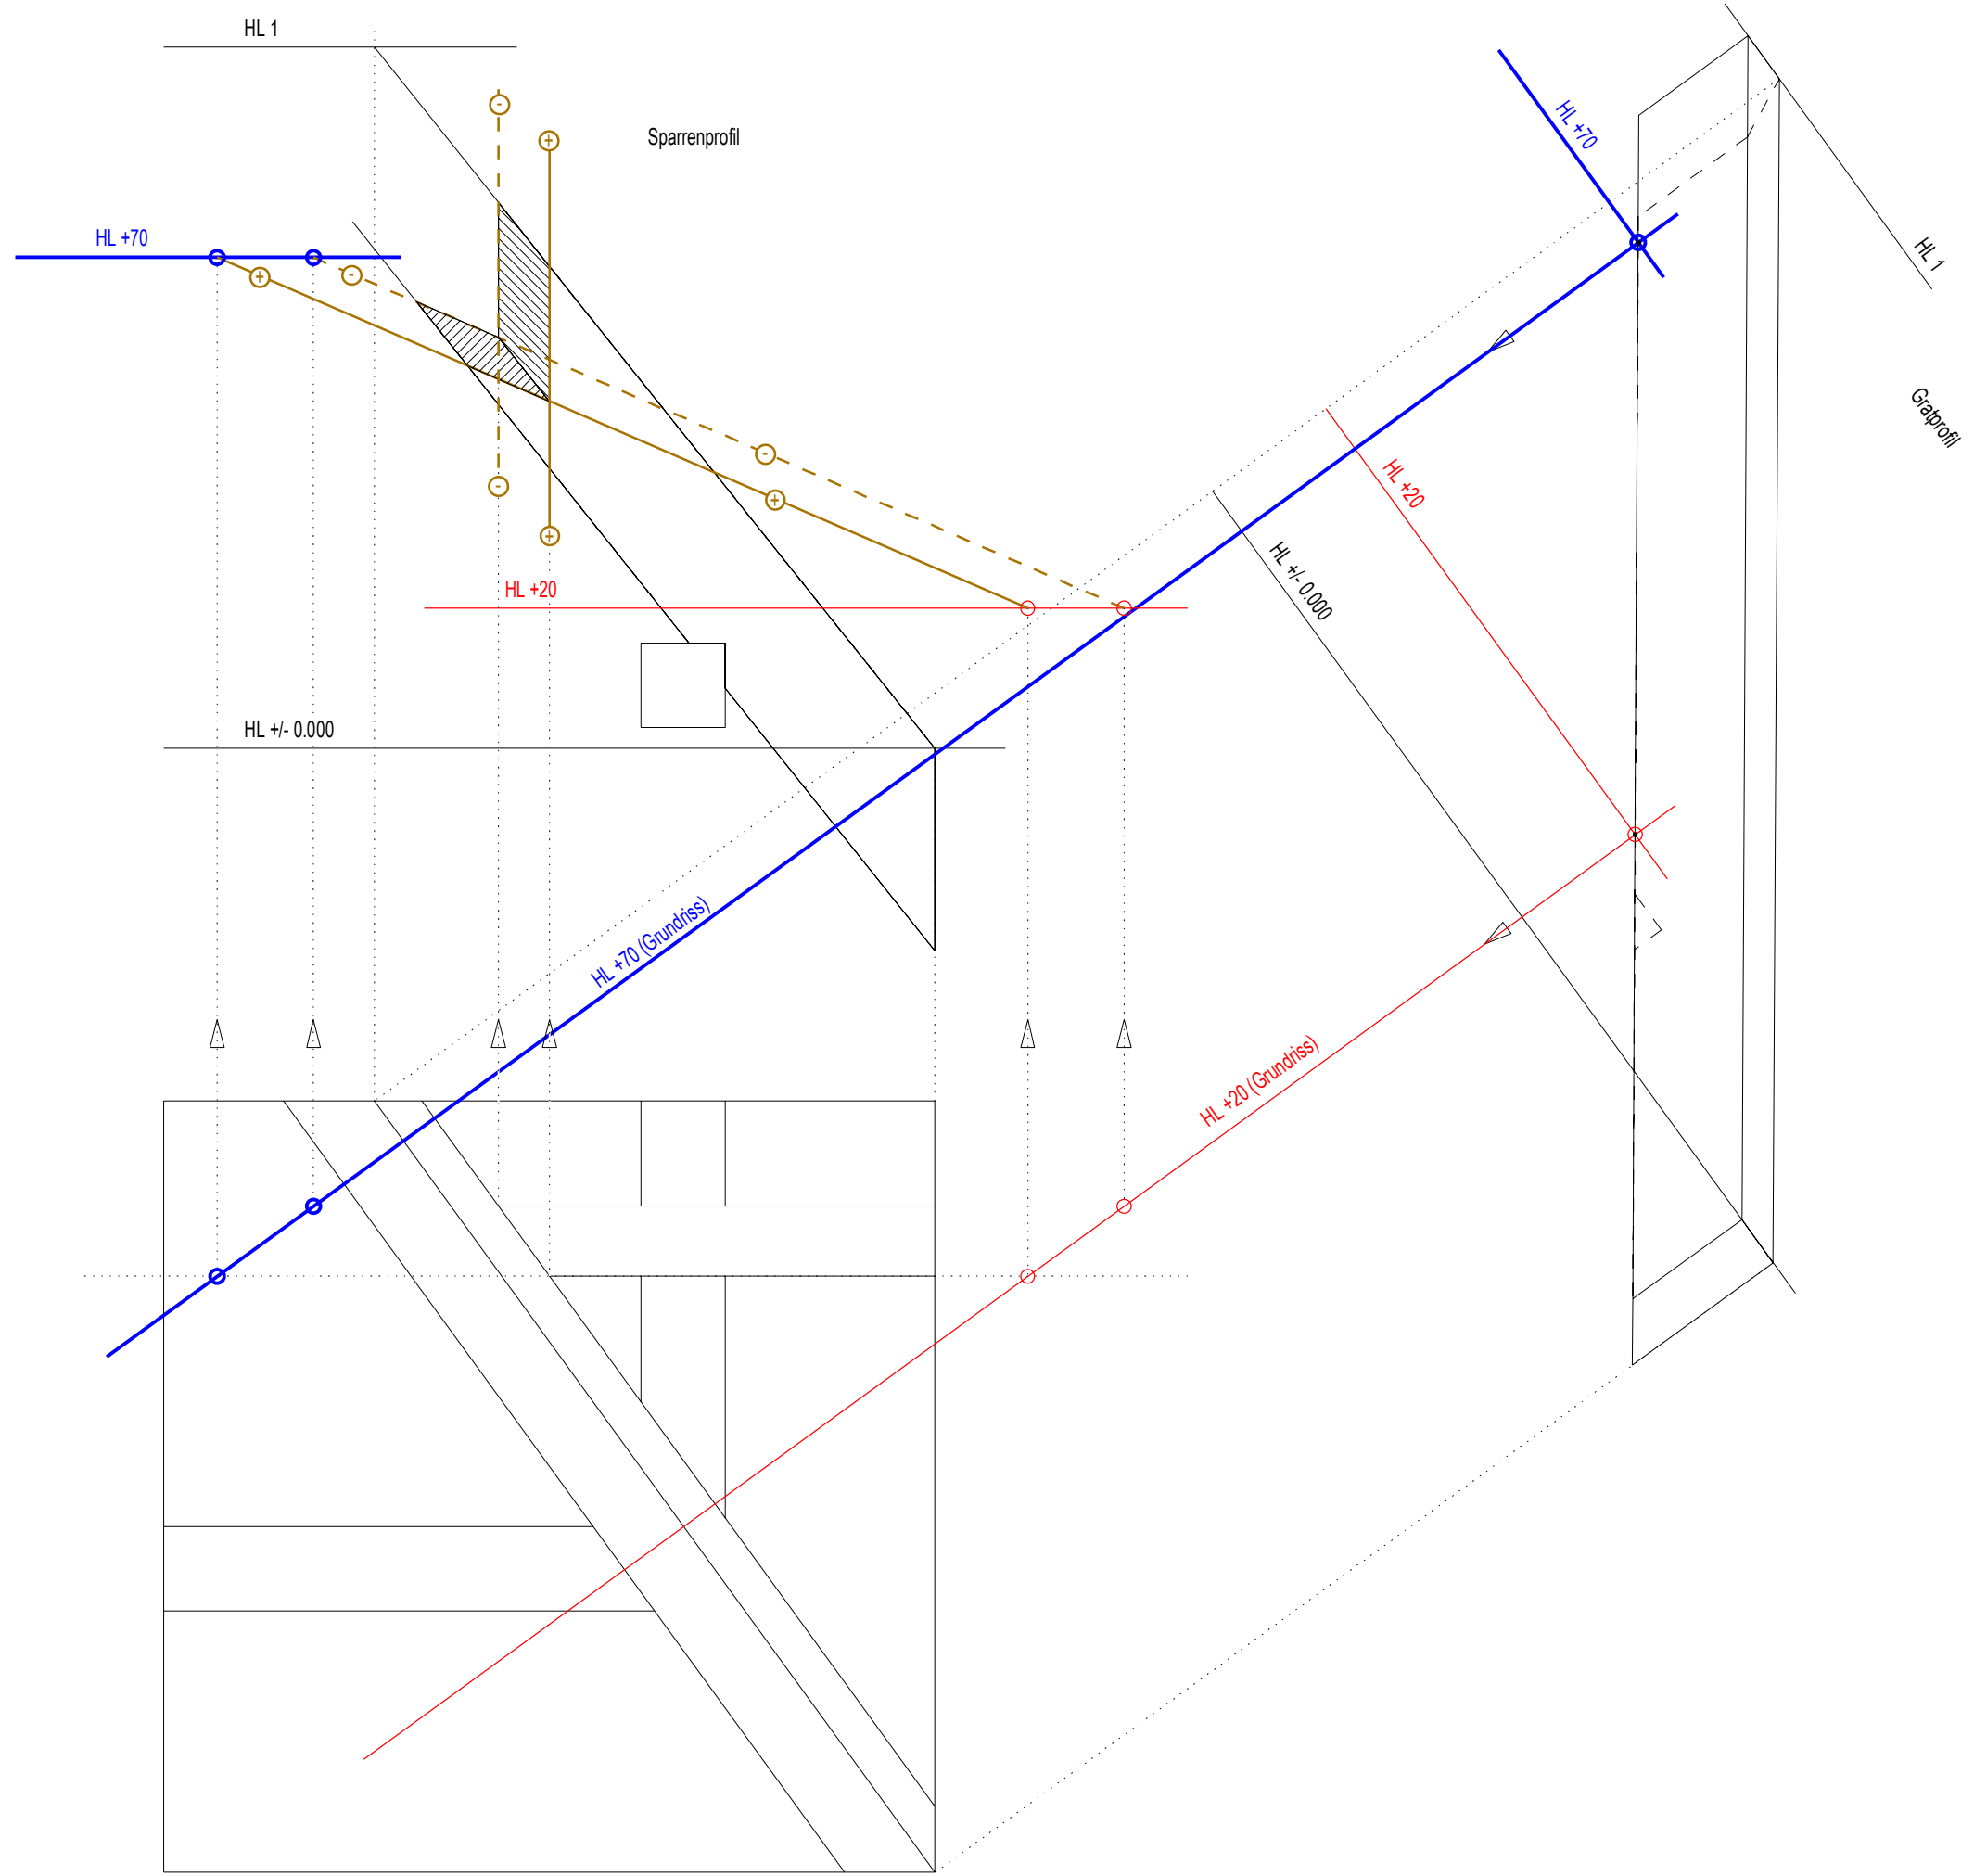 HL 1
Sparrenprofil
HL +70
HL +70
HL 1
Gratprofil
HL +20
HL +20
HL +/- 0.000
HL +/- 0.000
HL +70 (Grundriss)
HL +20 (Grundriss)